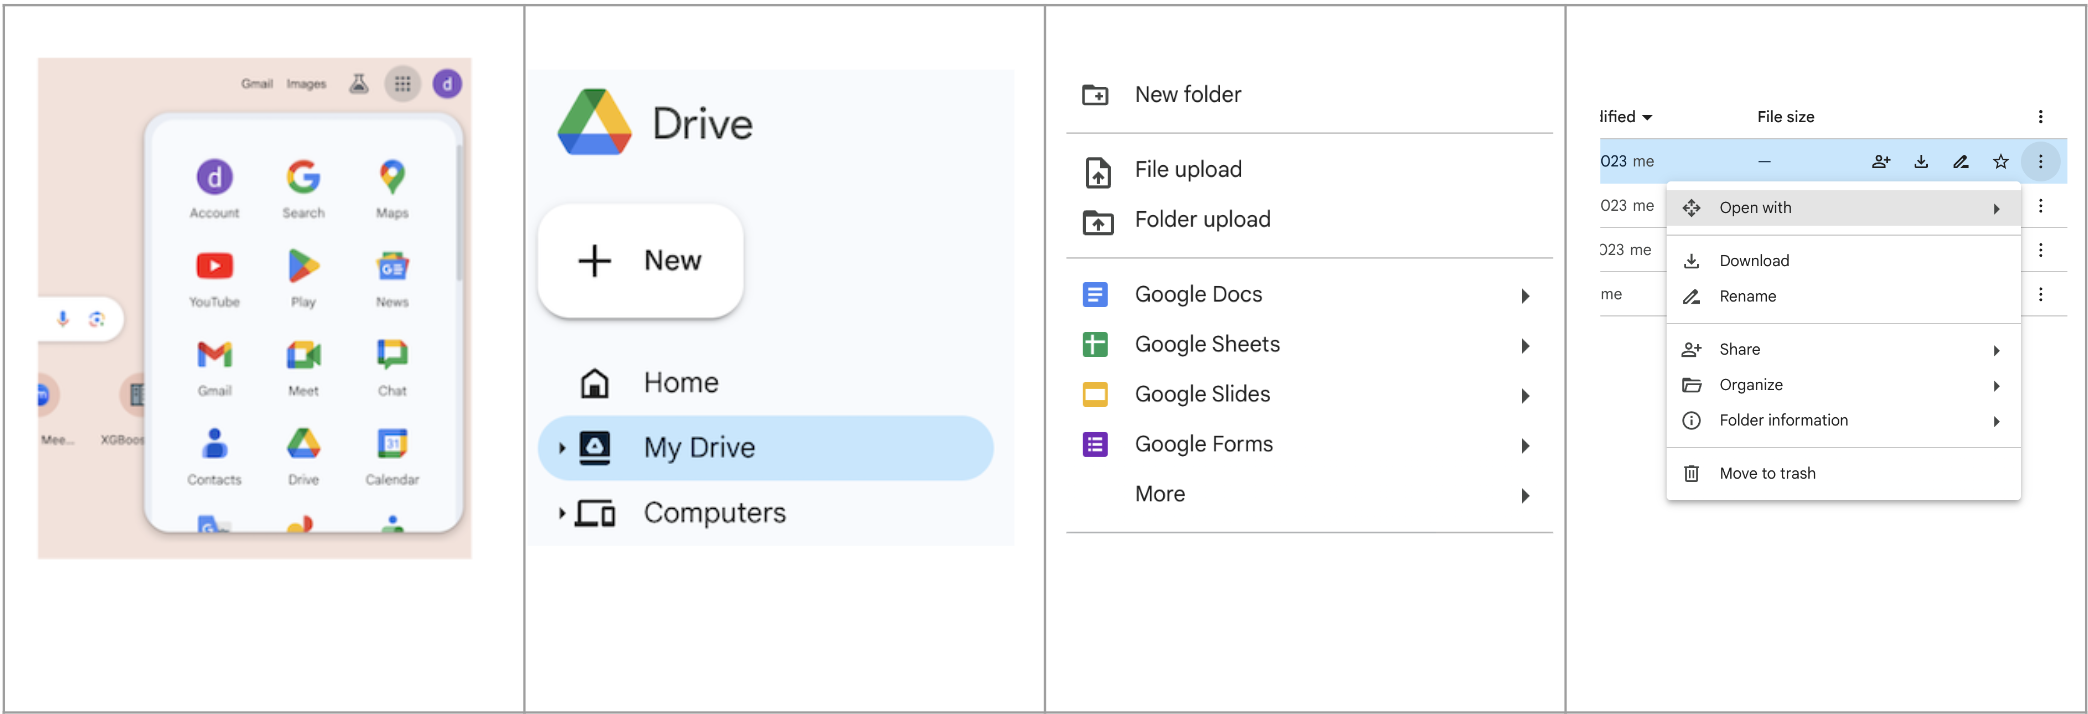 Gmail Images d
d
Account Search Maps
YouTube Play News
Gmail Meet Chat
Mee... XGBoos
31
Contacts Drive Calendar
Drive
New
Home
My Drive
Computers
New folder
File upload
Folder upload
Google Docs
Google Sheets
Google Slides
Google Forms
More
lified File size
023 me —
023 me
023 me
me
Open with
Download
Rename
Share
Organize
Folder information
Move to trash